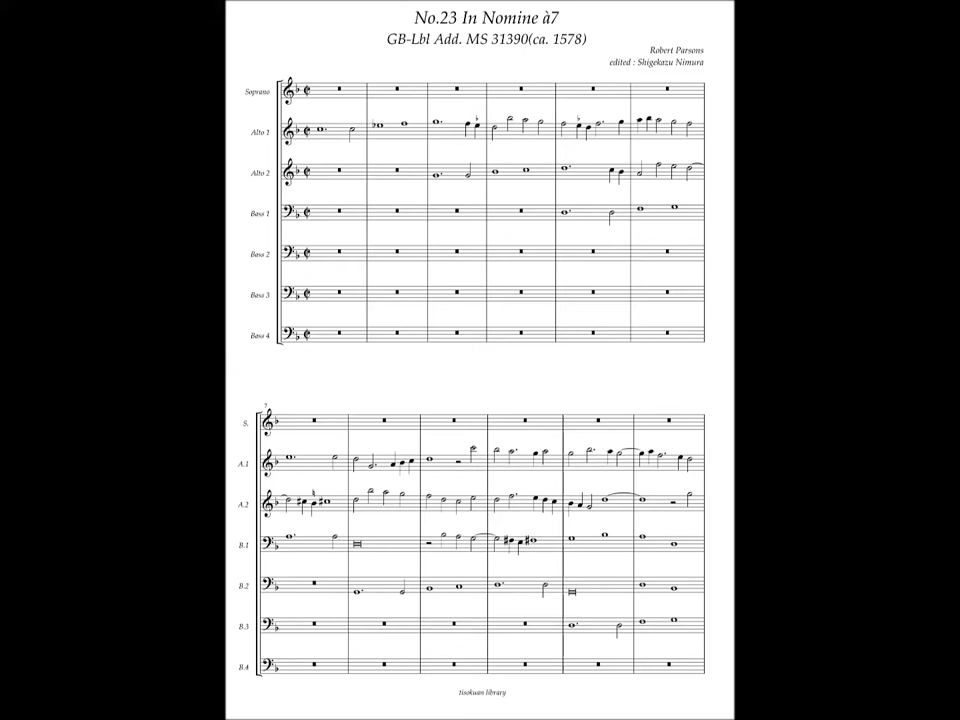 No.23 In Nomine à7
GB-Lbl Add. MS 31390(ca. 1578)
Robert Parsons
edited : Shigekazu Nimura
Soprano
Alto 1
Alto 2
Bass 1
Bass 2
Bass 3
Bass 4
7
S.
A.1
A.2
B.1
B.2
B.3
B.4
tisokuan library